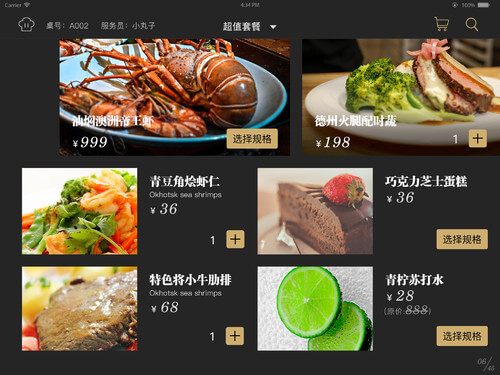 Carrier
4:34 PM
100%
桌号：A002 服务员：小丸子
超值套餐
油焖澳洲帝王虾
¥ 999
选择规格
德州火腿配时蔬
¥ 198
1
青豆角烩虾仁
Okhotsk sea shrimps
¥ 36
1
巧克力芝士蛋糕
¥ 36
选择规格
特色将小牛肋排
Okhotsk sea shrimps
¥ 68
1
青柠苏打水
¥ 28
(原价:888)
选择规格
06/45